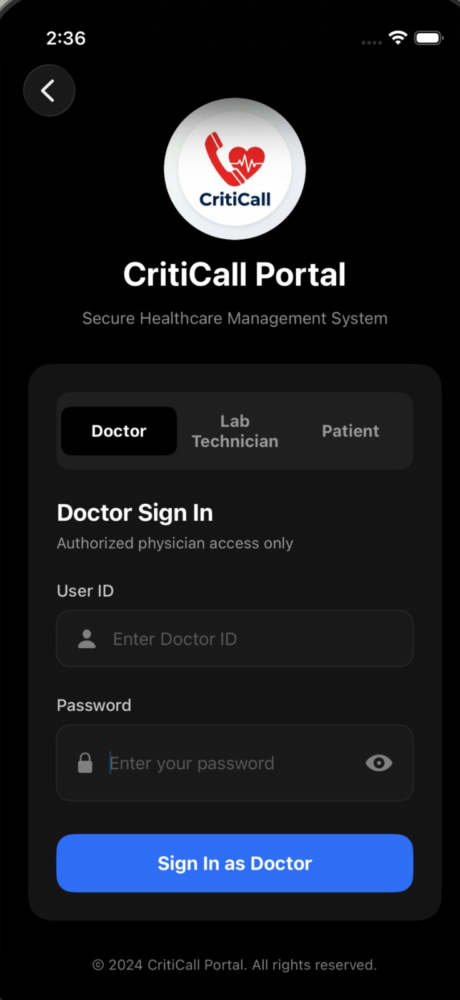 2:36
CritiCall
CritiCall Portal
Secure Healthcare Management System
Doctor
Lab
Technician
Patient
Doctor Sign In
Authorized physician access only
User ID
Enter Doctor ID
Password
Enter your password
Sign In as Doctor
© 2024 CritiCall Portal. All rights reserved.